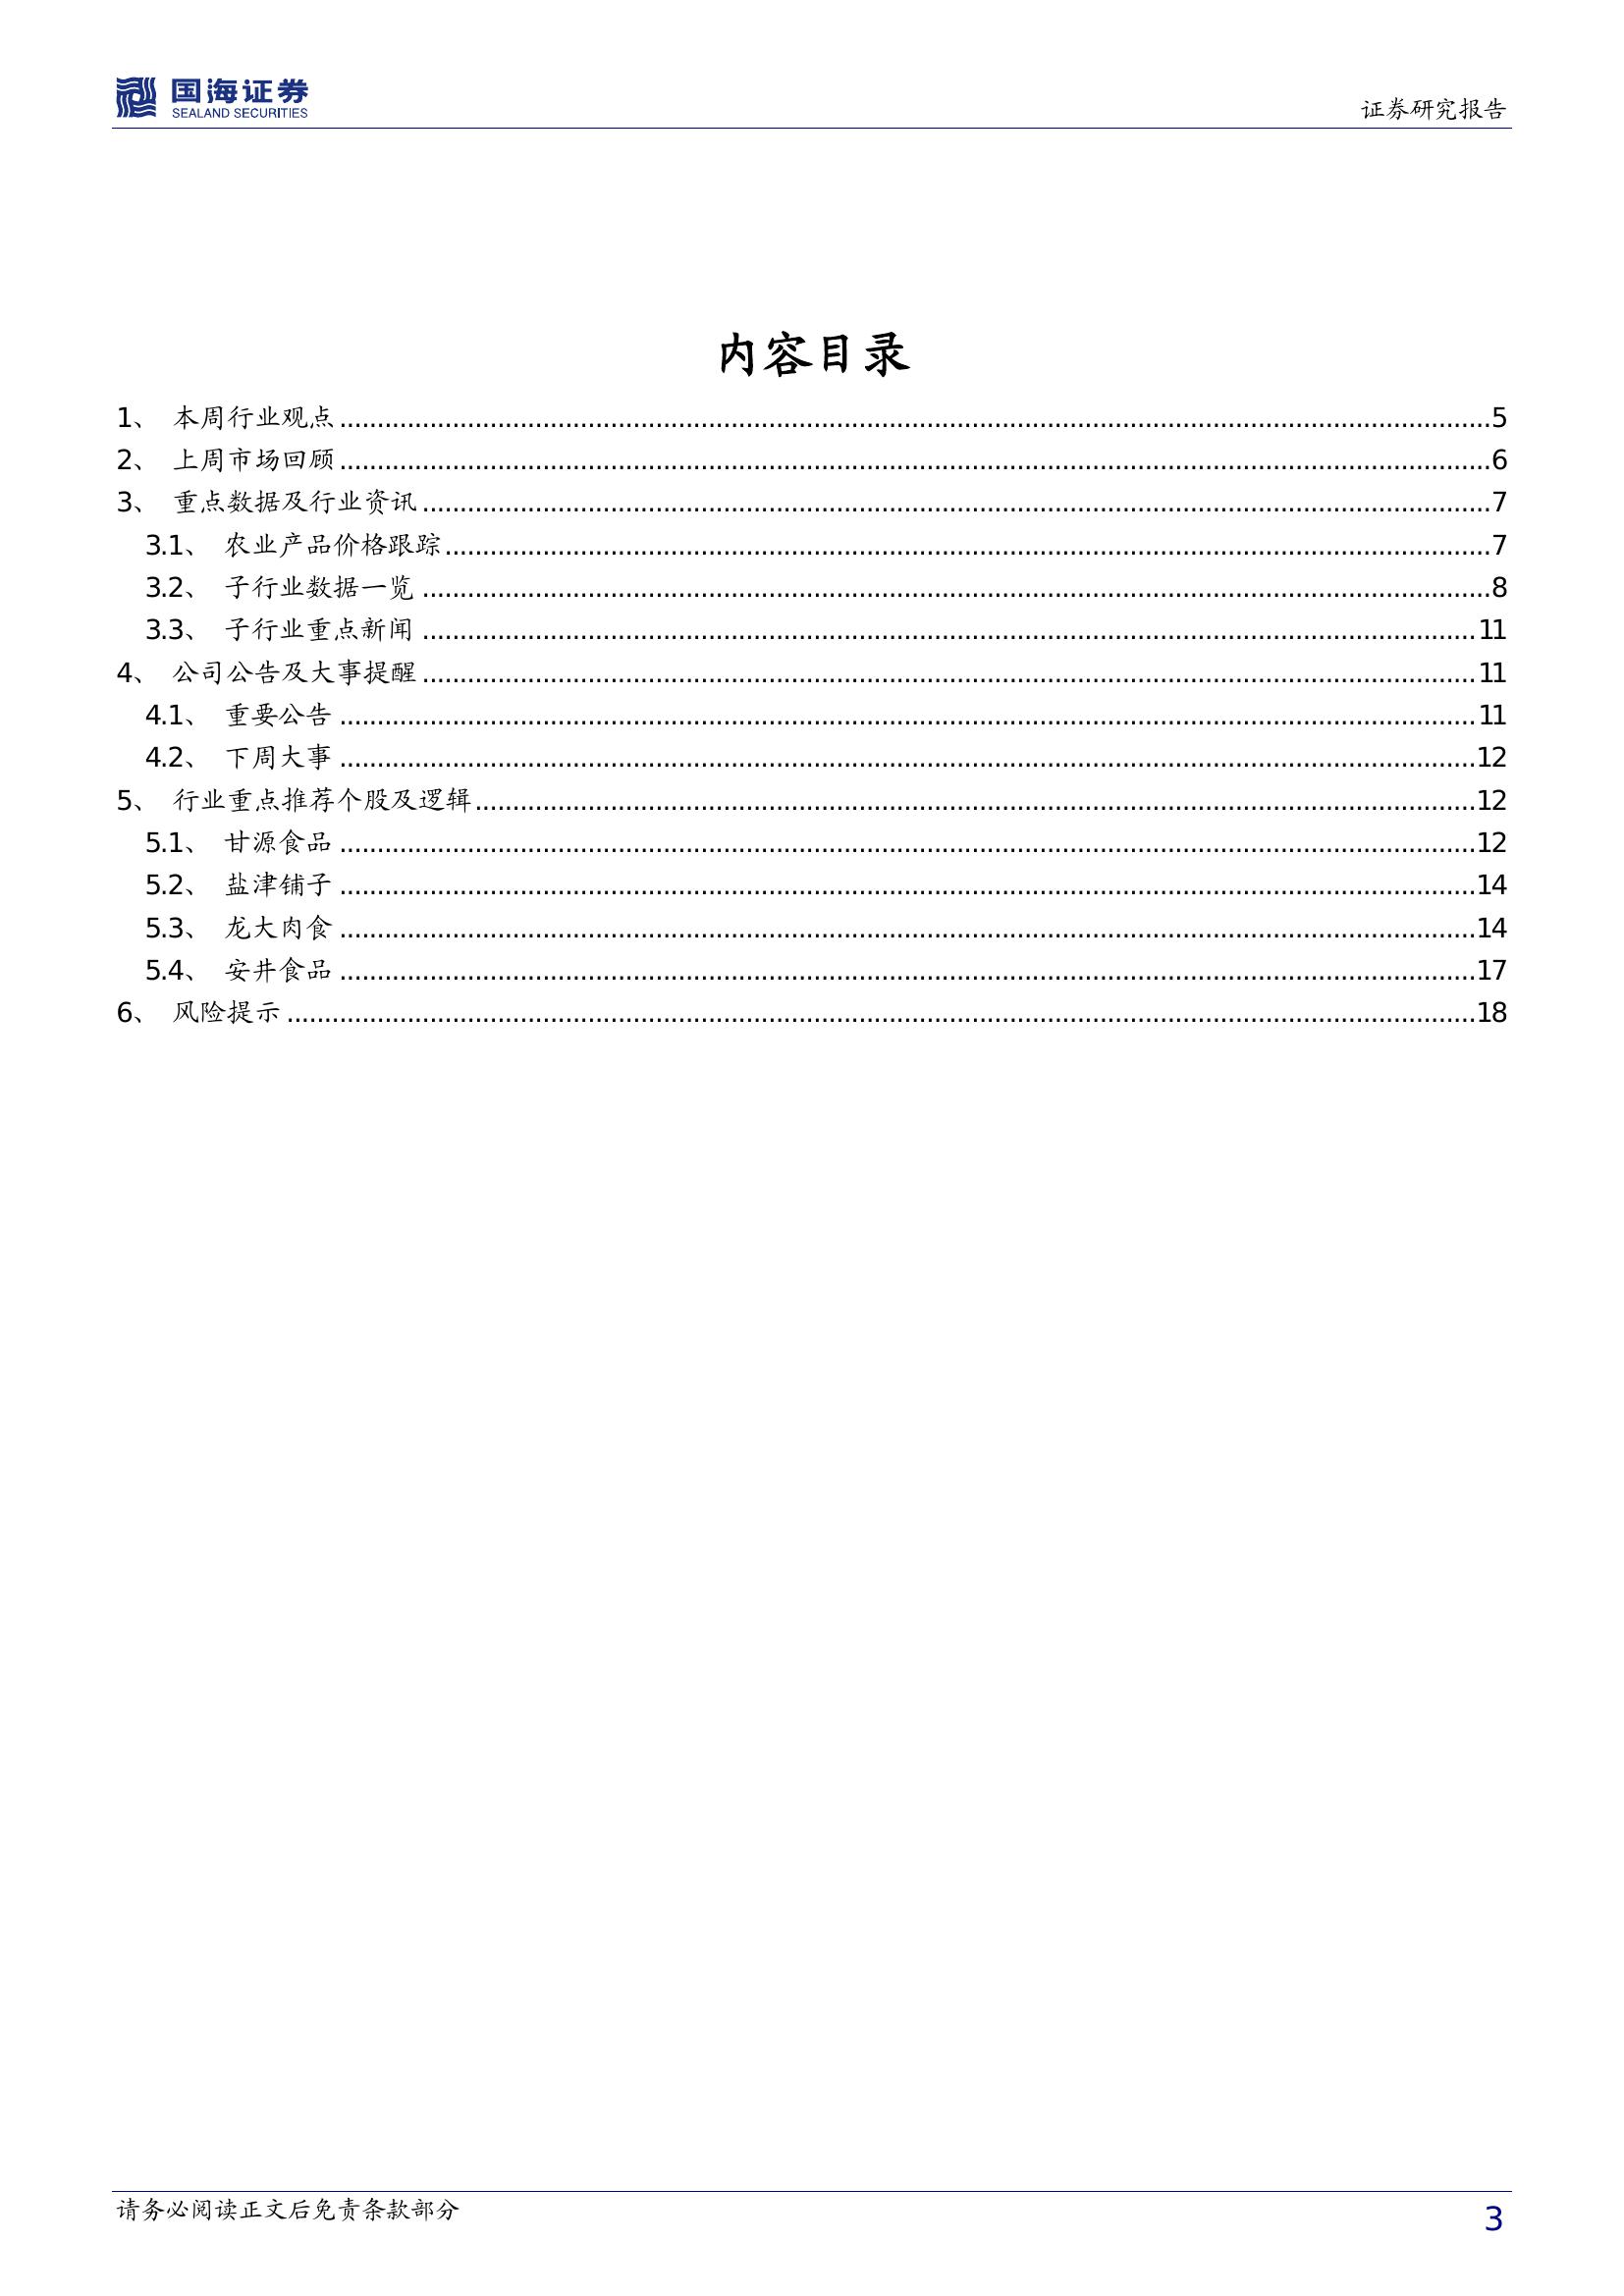 国海证券
SEALAND SECURITIES
证券研究报告
内容目录
1、 本周行业观点 ........................................ 5
2、 上周市场回顾 ........................................ 6
3、 重点数据及行业资讯 ........................................ 7
3.1、 农业产品价格跟踪 ........................................ 7
3.2、 子行业数据一览 ........................................ 8
3.3、 子行业重点新闻 ........................................ 11
4、 公司公告及大事提醒 ........................................ 11
4.1、 重要公告 ........................................ 11
4.2、 下周大事 ........................................ 12
5、 行业重点推荐个股及逻辑 ........................................ 12
5.1、 甘源食品 ........................................ 12
5.2、 盐津铺子 ........................................ 14
5.3、 龙大肉食 ........................................ 14
5.4、 安井食品 ........................................ 17
6、 风险提示 ........................................ 18
请务必阅读正文后免责条款部分
3